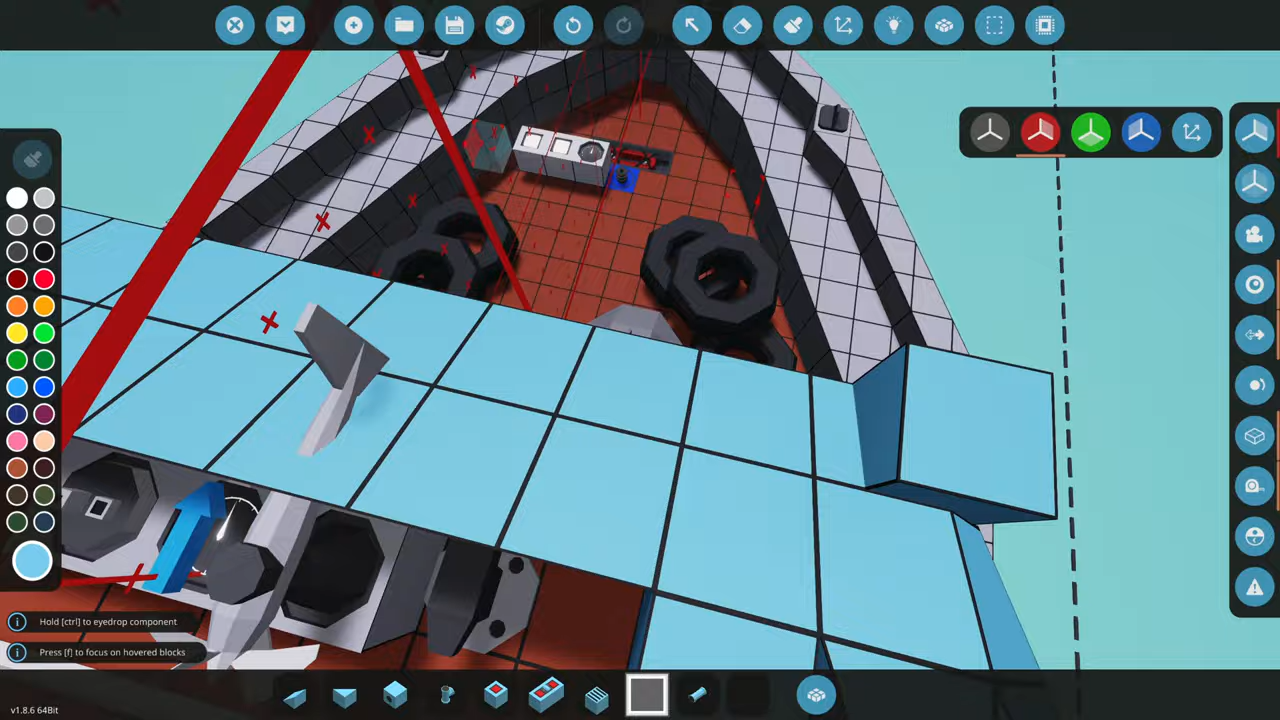 Hold [ctrl] to eyedrop component
Press [f] to focus on hovered blocks
v1.8.6 64Bit